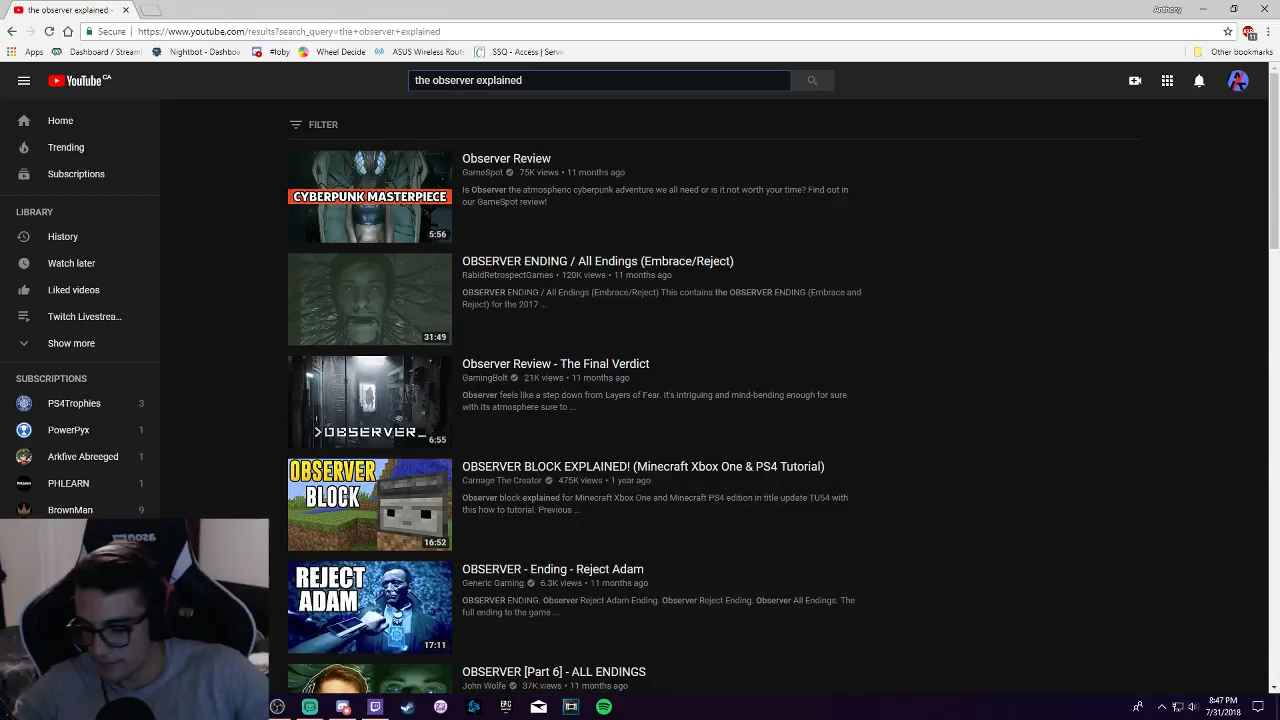 the observer explained
Anthony
Secure
https://www.youtube.com/results?search_query=the+observer+explained
11
Apps
Dashboard / Stream
Nightbot - Dashboa
#loby
Wheel Decide
ASUS Wireless Route
SSQ - Access | Serv
Other bookmarks
YouTube CA
the observer explained
Home
Trending
Subscriptions
LIBRARY
History
Watch later
Liked videos
Twitch Livestrea...
Show more
SUBSCRIPTIONS
PS4Trophies 3
PowerPyx 1
Arkfive Abreeged 1
PHLEARN 1
BrownMan 9
FILTER
CYBERPUNK MASTERPIECE
5:56
Observer Review
GameSpot 75K views • 11 months ago
Is Observer the atmospheric cyberpunk adventure we all need or is it not worth your time? Find out in
our GameSpot review!
31:49
OBSERVER ENDING / All Endings (Embrace/Reject)
RabidRetrospectGames • 120K views • 11 months ago
OBSERVER ENDING / All Endings (Embrace/Reject) This contains the OBSERVER ENDING (Embrace and
Reject) for the 2017 ...
>OBSERVER_
6:55
Observer Review - The Final Verdict
GamingBolt 21K views • 11 months ago
Observer feels like a step down from Layers of Fear. It's intriguing and mind-bending enough for sure
with its atmosphere sure to ...
OBSERVER
BLOCK
16:52
OBSERVER BLOCK EXPLAINED! (Minecraft Xbox One & PS4 Tutorial)
Carnage The Creator 475K views • 1 year ago
Observer block explained for Minecraft Xbox One and Minecraft PS4 edition in title update TU54 with
this how to tutorial. Previous ...
REJECT
ADAM
17:11
OBSERVER - Ending - Reject Adam
Generic Gaming 6.3K views • 11 months ago
OBSERVER ENDING. Observer Reject Adam Ending. Observer Reject Ending. Observer All Endings. The
full ending to the game ...
OBSERVER [Part 6] - ALL ENDINGS
John Wolfe 37K views • 11 months ago
8:47 PM
7/31/2018